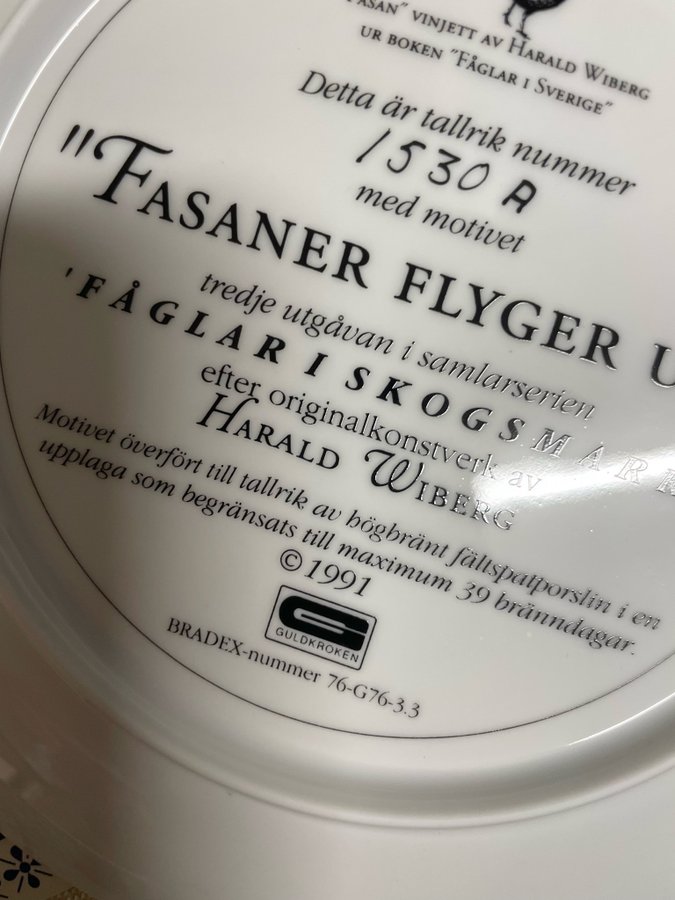 FASAN" VINJETT AV HARALD WIBERG
UR BOKEN "FÅGLAR I SVERIGE"
Detta är tallrik nummer
1530 A
med motivet
"FASANER FLYGER U
tredje utgåvan i samlarserien
'FÅGLAR I SKOGSMARK
efter originalkonstverk av
HARALD WIBERG
Motivet överfört till tallrik av högbränt fältspatporslin i en
upplaga som begränsats till maximum 39 bränndagar.
© 1991
G
GULDKROKEN
BRADEX-nummer 76-G76-3.3